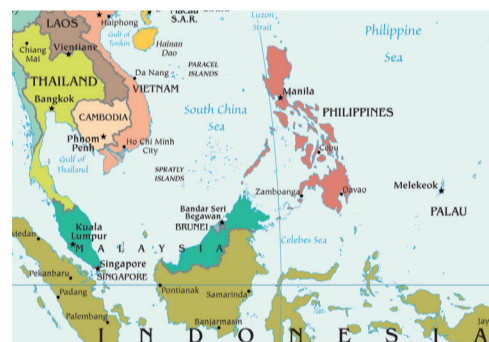 Macau
S.A.R.
LAOS
Haiphong
Gulf of
Tonkin
Hainan
Dao
Luzon
Strait
Philippine
Sea
Chiang
Mai
Vientiane
THAILAND
Da Nang
VIETNAM
PARACEL
ISLANDS
Bangkok
CAMBODIA
Phnom
Penh
Ho Chi Minh
City
Gulf of
Thailand
South China
Sea
SPRATLY
ISLANDS
Manila
PHILIPPINES
Cebu
Zamboanga
Davao
Melekeok
PALAU
Bandar Seri
Begawan
BRUNEI
Celebes Sea
Medan
Kuala
Lumpur
MALAYSIA
Singapore
SINGAPORE
Pekanbaru
Padang
Pontianak
Samarinda
Palembang
Banjarmasin
Jay
INDONESIA